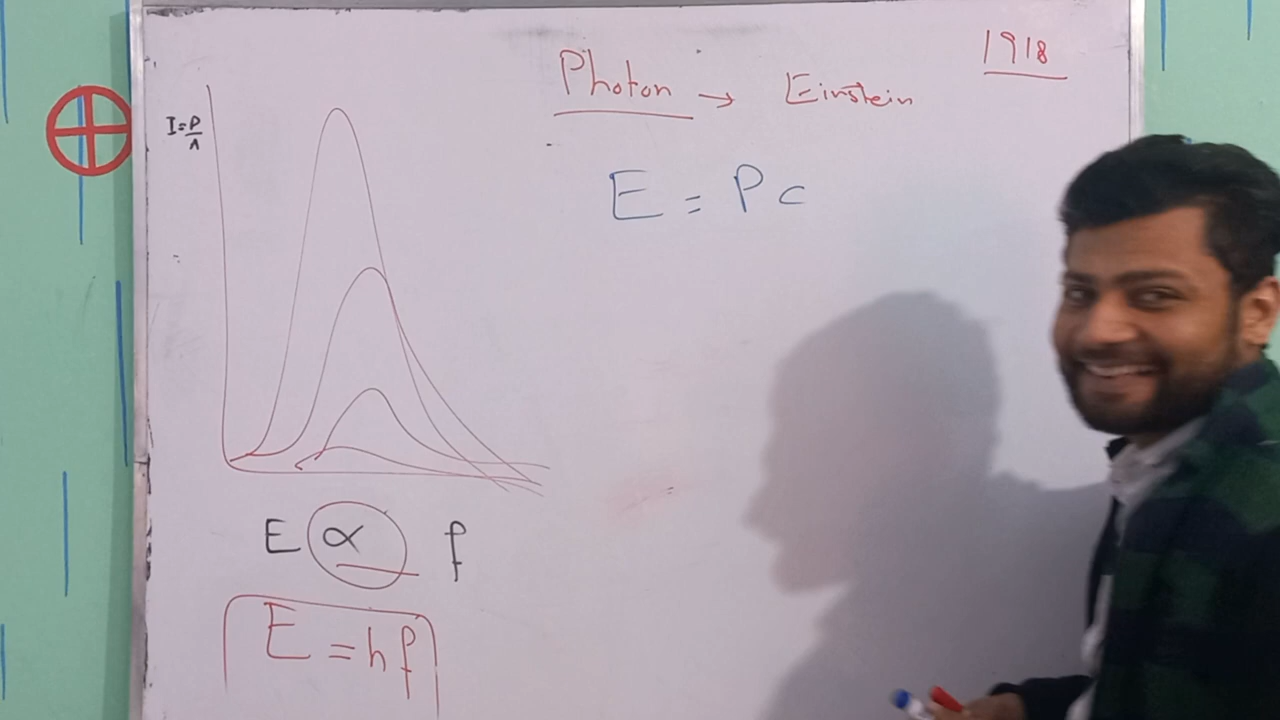 1918
Photon → Einstein
I=P/A
E = Pc
E ∝ f
E = hf